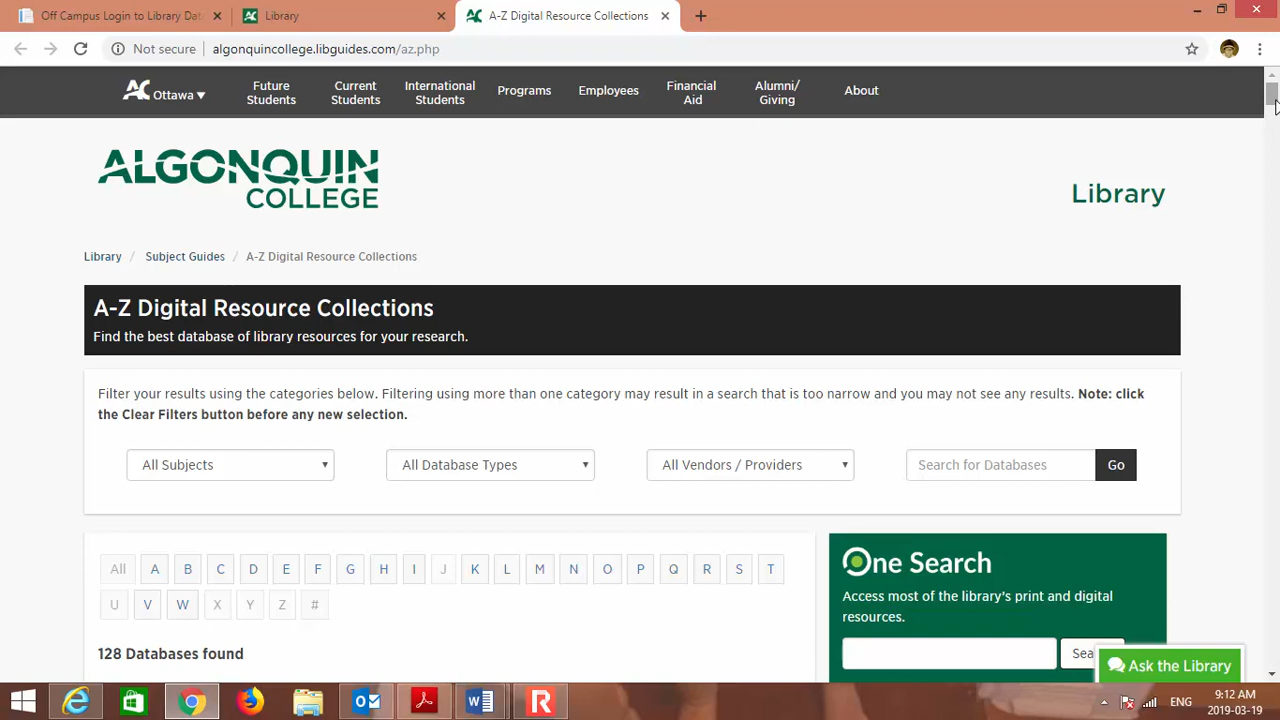 Off Campus Login to Library Dat
Library
A-Z Digital Resource Collections
Not secure
algonquincollege.libguides.com/az.php
AC Ottawa
Future Students
Current Students
International Students
Programs
Employees
Financial Aid
Alumni/ Giving
About
ALGONQUIN
COLLEGE
Library
Library / Subject Guides / A-Z Digital Resource Collections
A-Z Digital Resource Collections
Find the best database of library resources for your research.
Filter your results using the categories below. Filtering using more than one category may result in a search that is too narrow and you may not see any results. Note: click
the Clear Filters button before any new selection.
All Subjects
All Database Types
All Vendors / Providers
Search for Databases
Go
All A B C D E F G H I J K L M N O P Q R S T
U V W X Y Z #
128 Databases found
One Search
Access most of the library's print and digital
resources.
Sea
Ask the Library
ENG
9:12 AM
2019-03-19